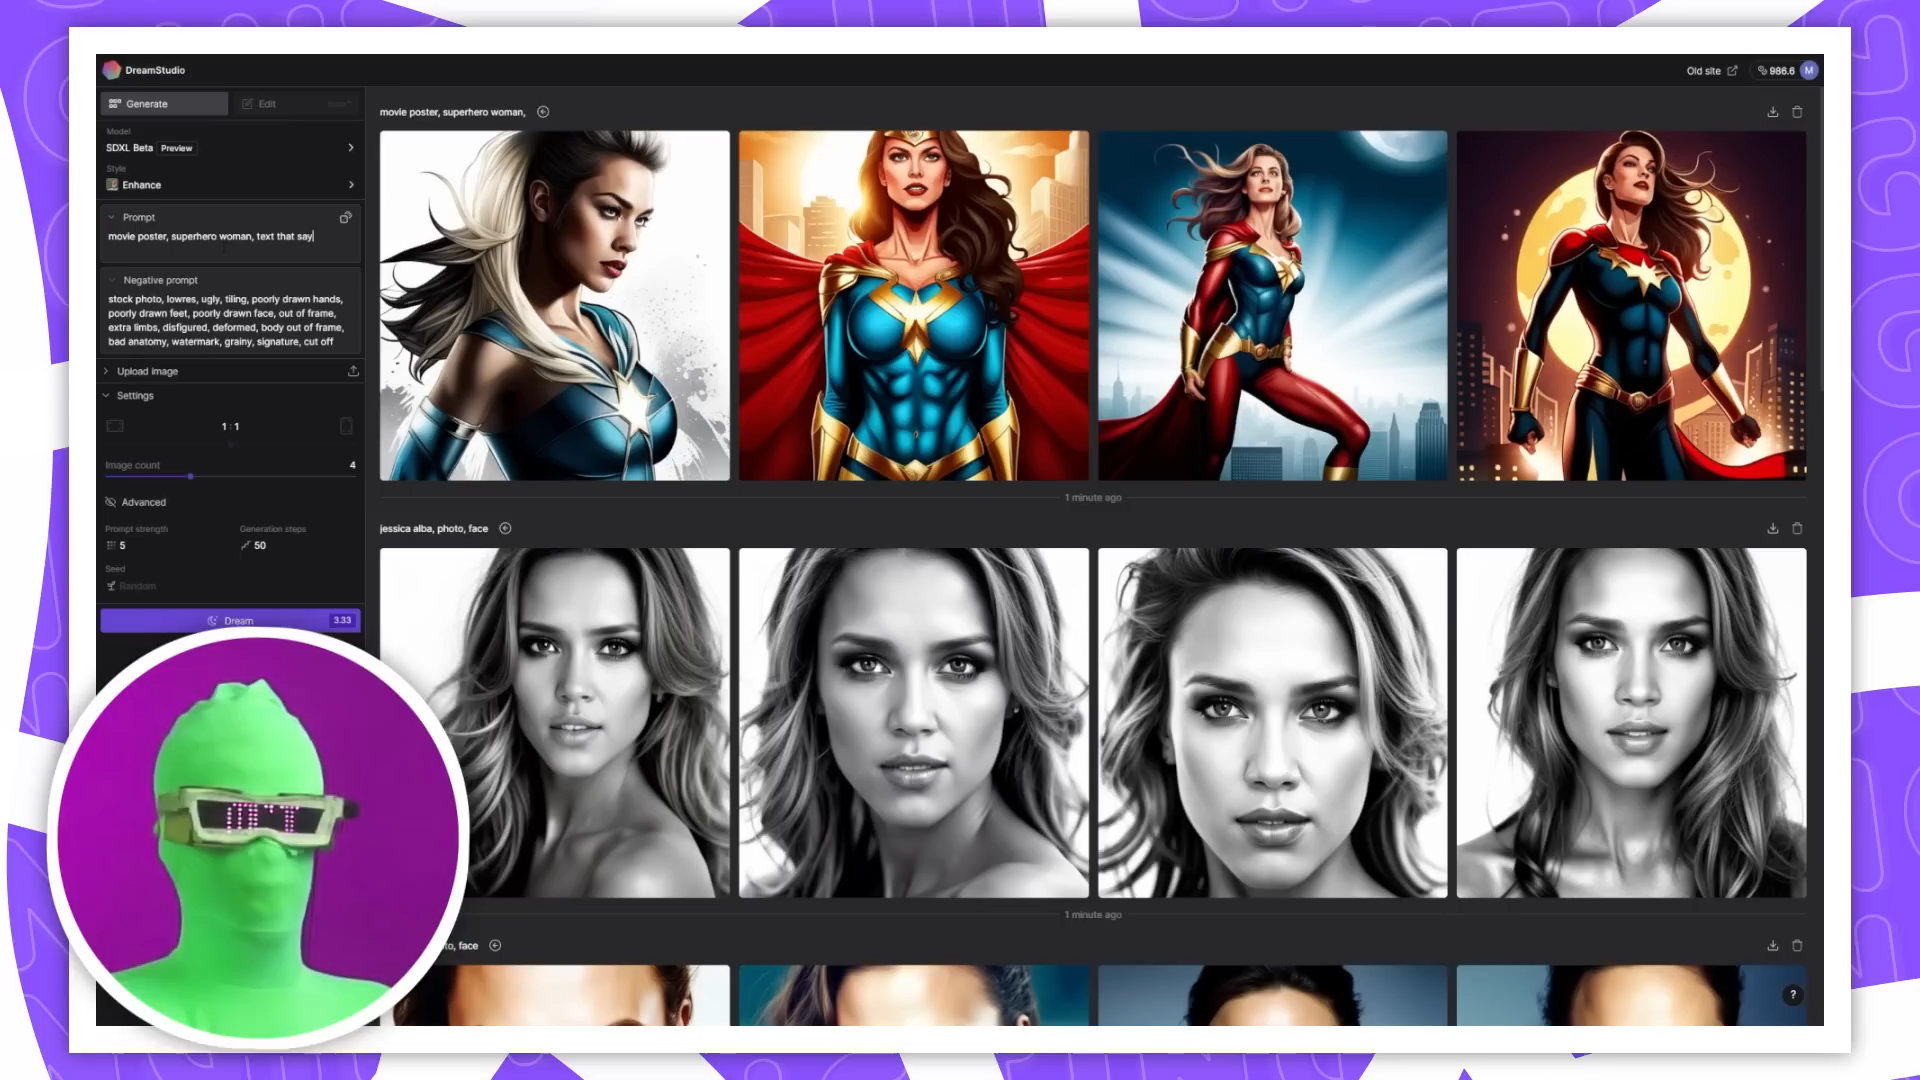 DreamStudio
Old site
986.6
M
Generate
Edit
Model
SDXL Beta Preview
Style
Enhance
Prompt
movie poster, superhero woman, text that say
Negative prompt
stock photo, lowres, ugly, tiling, poorly drawn hands,
poorly drawn feet, poorly drawn face, out of frame,
extra limbs, disfigured, deformed, body out of frame,
bad anatomy, watermark, grainy, signature, cut off
Upload image
Settings
1 : 1
Image count 4
Advanced
Prompt strength Generation steps
5 50
Seed
Random
Dream 3.33
movie poster, superhero woman,
1 minute ago
jessica alba, photo, face
1 minute ago
to, face
?